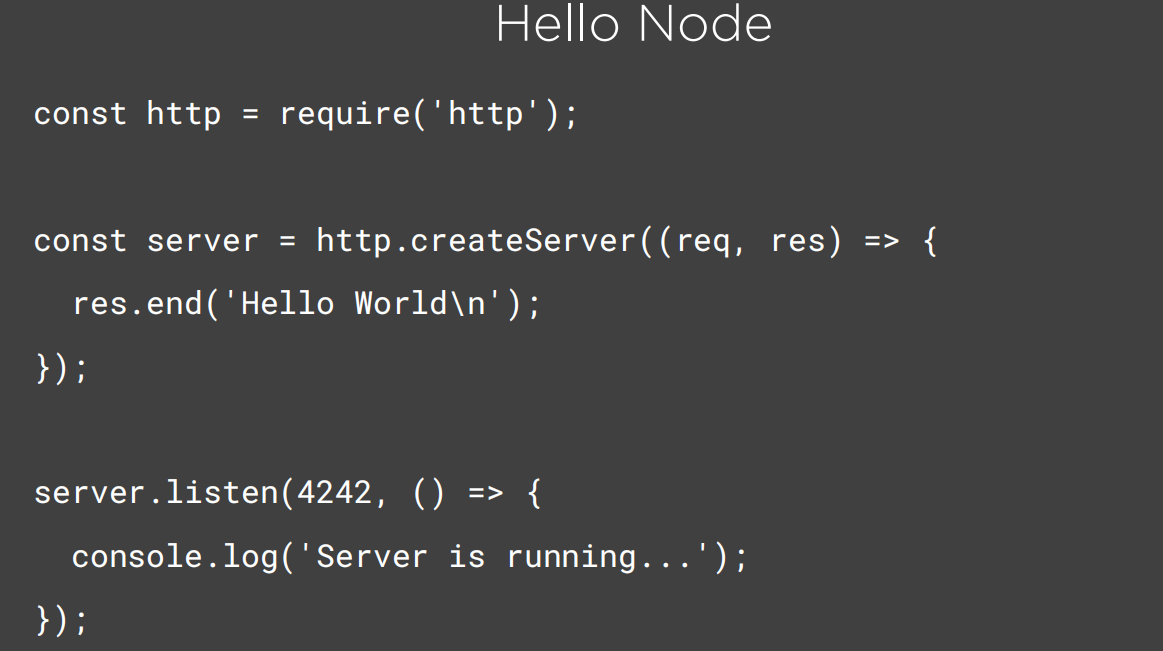 Hello Node
const http = require('http');
const server = http.createServer((req, res) => {
  res.end('Hello World\n');
});
server.listen(4242, () => {
  console.log('Server is running...');
});